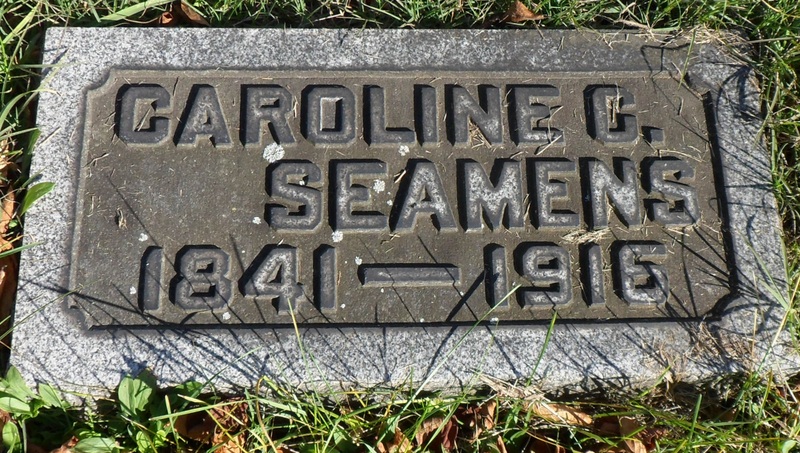 CAROLINE C.
SEAMENS
1841 — 1916